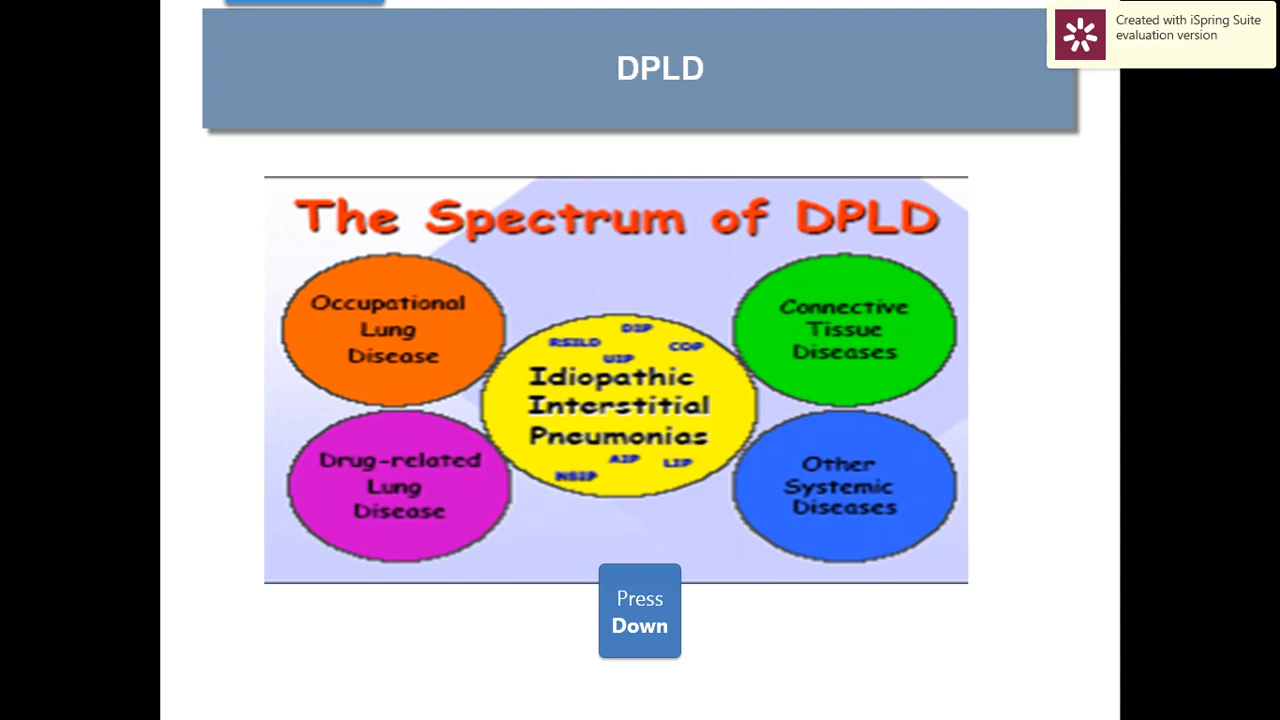 Created with iSpring Suite
evaluation version
DPLD
The Spectrum of DPLD
Occupational
Lung
Disease
Connective
Tissue
Diseases
DIP
RSILD
COP
UIP
Idiopathic
Interstitial
Pneumonias
AIP
LIP
NSIP
Drug-related
Lung
Disease
Other
Systemic
Diseases
Press
Down